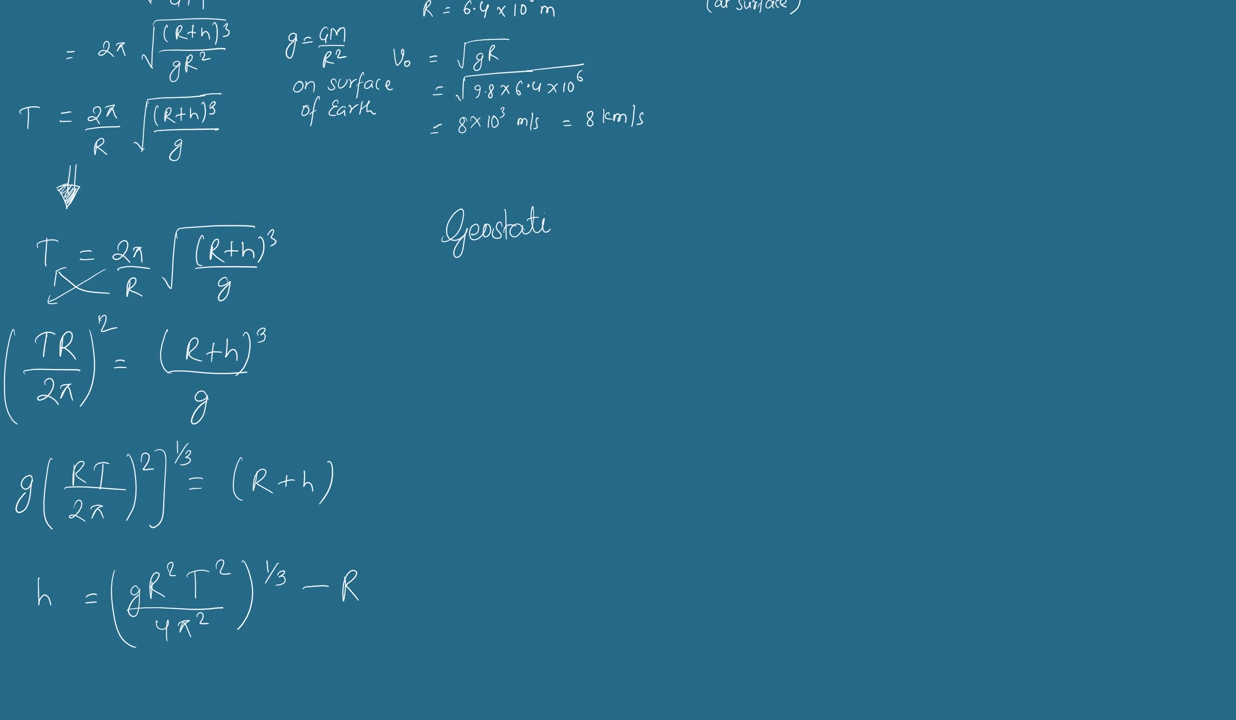 = 2π √((R+h)³/gR²)
T = 2π/R √((R+h)³/g)
g = GM/R²
on surface
of Earth
R = 6.4 × 10⁶ m
(at surface)
V₀ = √gR
= √9.8 × 6.4 × 10⁶
= 8 × 10³ m/s = 8 km/s
T = 2π/R √((R+h)³/g)
(TR/2π)² = (R+h)³/g
g(RT/2π)²]^1/3 = (R+h)
h = (gR²T²/4π²)^1/3 − R
Geostati